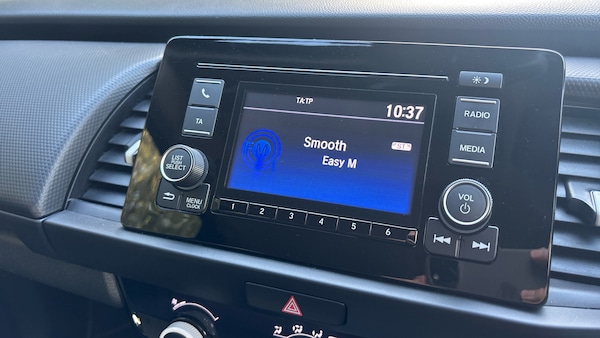 TA:TP
10:37
TA
Smooth
Easy M
RADIO
MEDIA
LIST
PUSH
SELECT
MENU
CLOCK
VOL
1 2 3 4 5 6